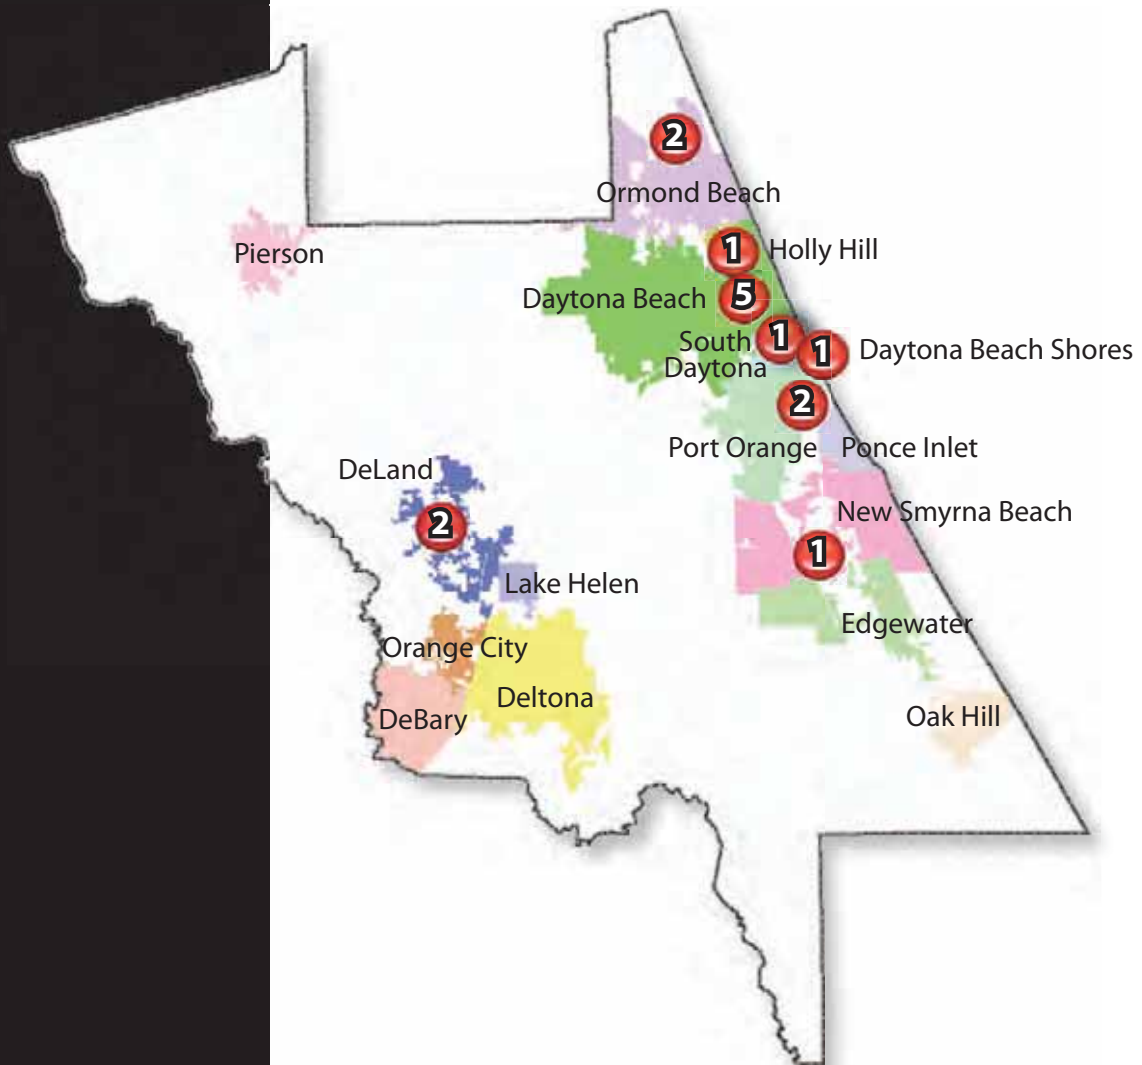 2
Ormond Beach
Pierson
1
Holly Hill
Daytona Beach
5
South
Daytona
1
1
Daytona Beach Shores
2
Port Orange
Ponce Inlet
DeLand
2
New Smyrna Beach
1
Lake Helen
Edgewater
Orange City
Deltona
DeBary
Oak Hill